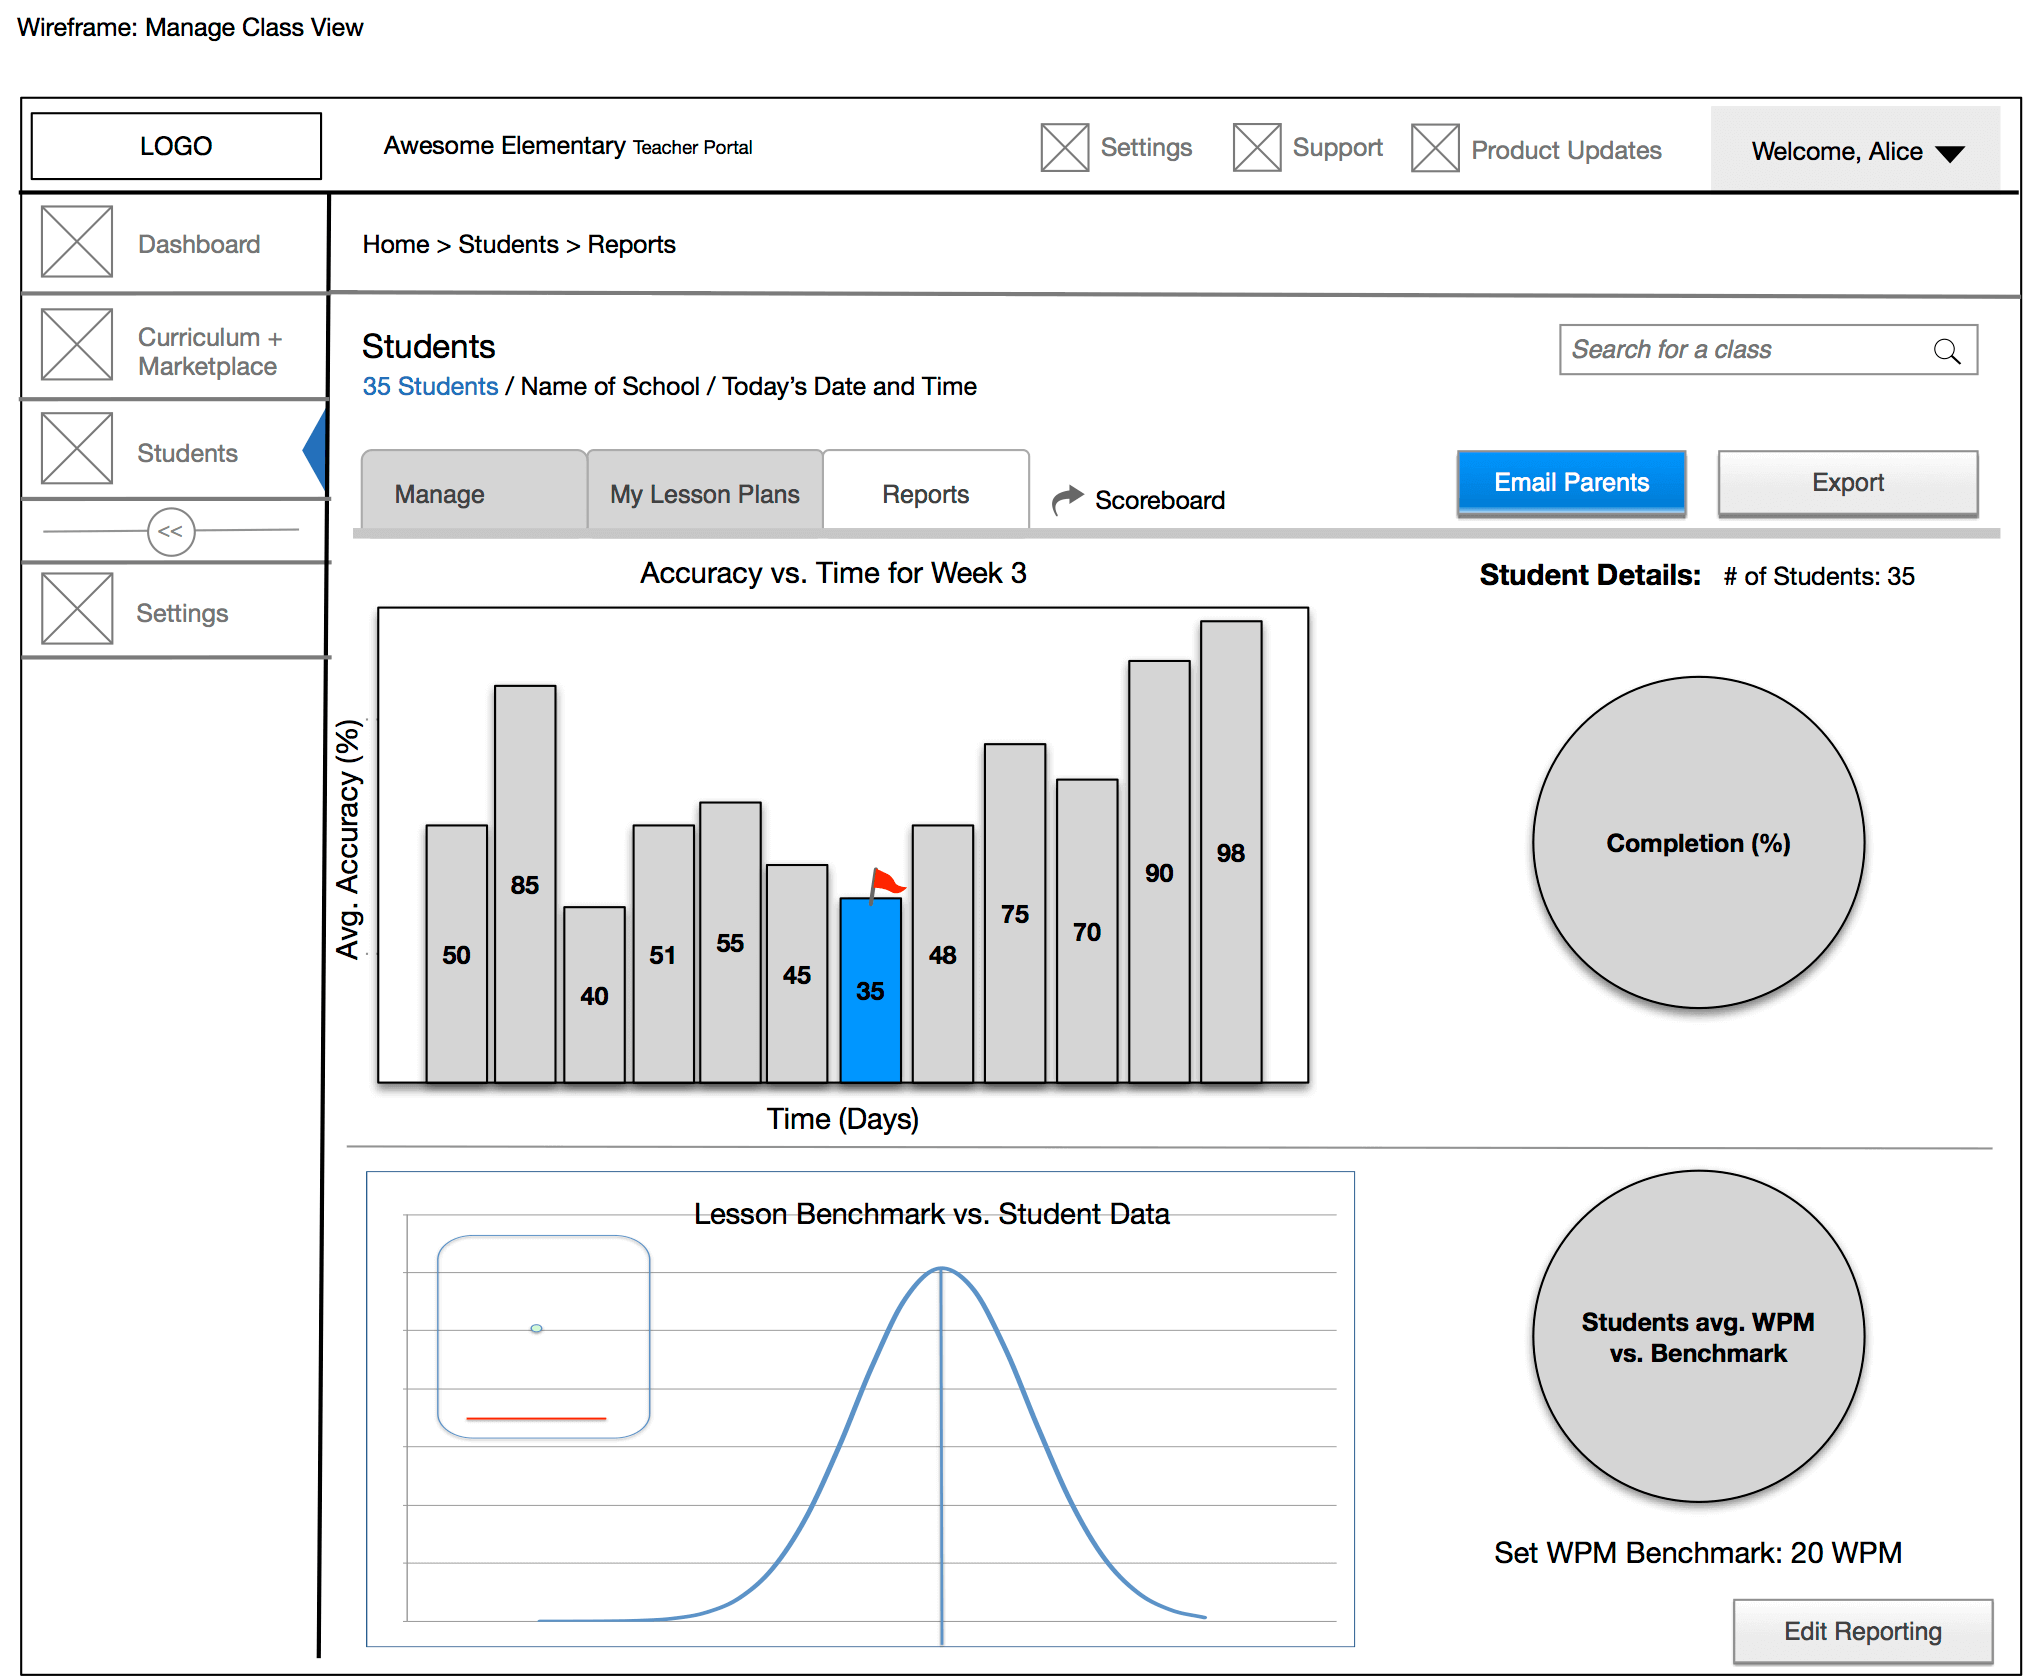 Wireframe: Manage Class View
LOGO
Awesome Elementary Teacher Portal
Settings
Support
Product Updates
Welcome, Alice
Dashboard
Curriculum +
Marketplace
Students
<<
Settings
Home > Students > Reports
Students
35 Students / Name of School / Today’s Date and Time
Search for a class
Manage
My Lesson Plans
Reports
Scoreboard
Email Parents
Export
Accuracy vs. Time for Week 3
Avg. Accuracy (%)
50
85
40
51
55
45
35
48
75
70
90
98
Time (Days)
Student Details: # of Students: 35
Completion (%)
Lesson Benchmark vs. Student Data
Students avg. WPM
vs. Benchmark
Set WPM Benchmark: 20 WPM
Edit Reporting